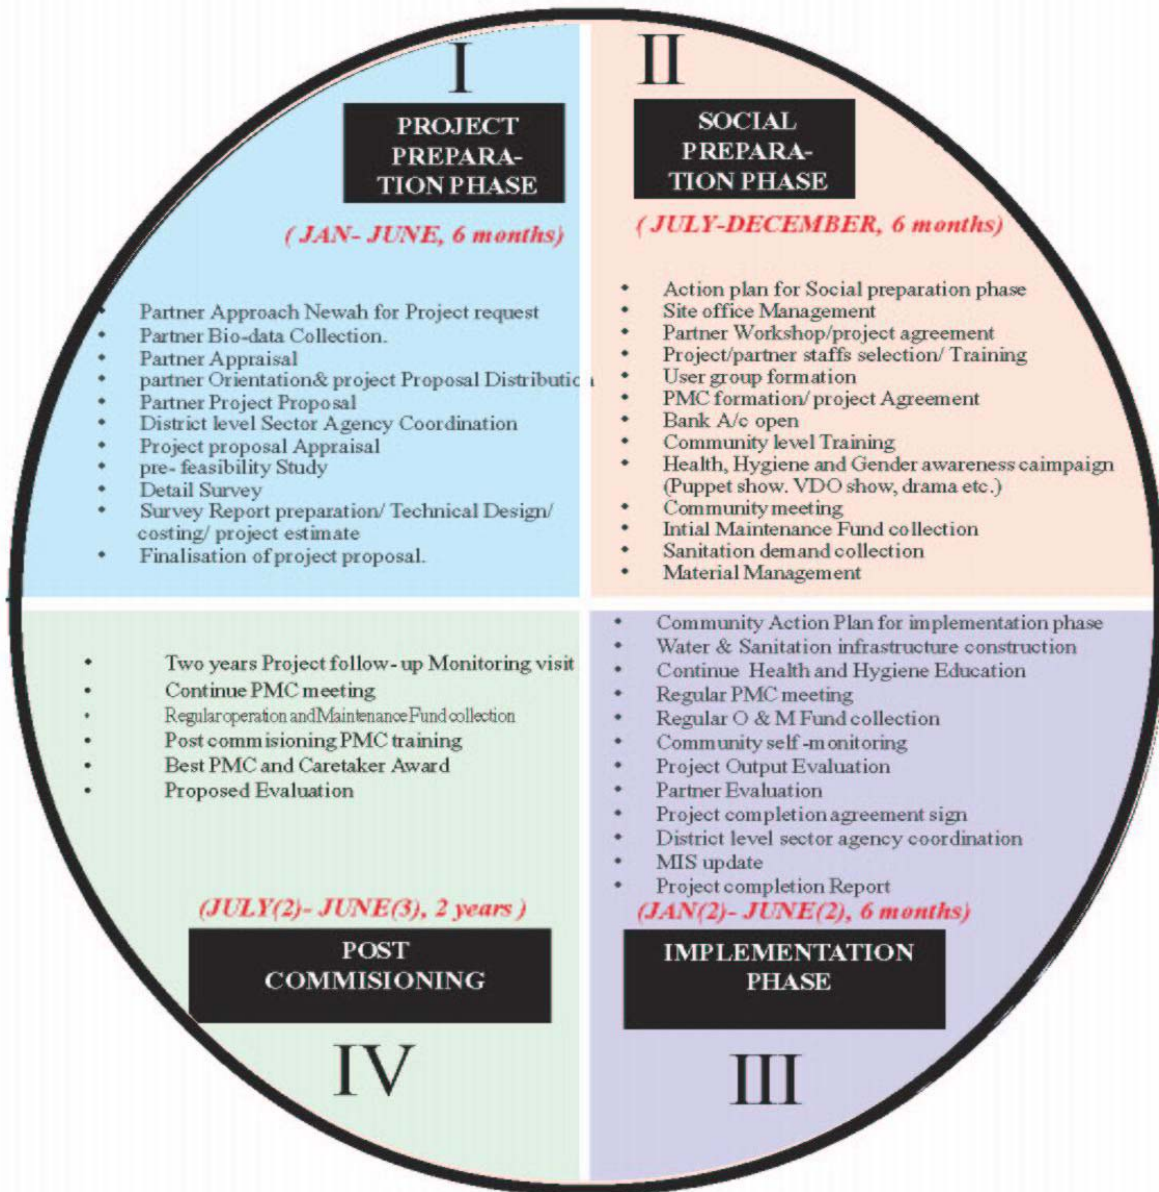 I
PROJECT
PREPARA-
TION PHASE
( JAN- JUNE, 6 months)
• Partner Approach Newah for Project request
• Partner Bio-data Collection.
• Partner Appraisal
• partner Orientation& project Proposal Distribution
• Partner Project Proposal
• District level Sector Agency Coordination
• Project proposal Appraisal
• pre- feasibility Study
• Detail Survey
• Survey Report preparation/ Technical Design/
costing/ project estimate
• Finalisation of project proposal.
II
SOCIAL
PREPARA-
TION PHASE
( JULY-DECEMBER, 6 months)
• Action plan for Social preparation phase
• Site office Management
• Partner Workshop/project agreement
• Project/partner staffs selection/ Training
• User group formation
• PMC formation/ project Agreement
• Bank A/c open
• Community level Training
• Health, Hygiene and Gender awareness caimpaign
(Puppet show. VDO show, drama etc.)
• Community meeting
• Intial Maintenance Fund collection
• Sanitation demand collection
• Material Management
• Community Action Plan for implementation phase
• Water & Sanitation infrastructure construction
• Continue Health and Hygiene Education
• Regular PMC meeting
• Regular O & M Fund collection
• Community self -monitoring
• Project Output Evaluation
• Partner Evaluation
• Project completion agreement sign
• District level sector agency coordination
• MIS update
• Project completion Report
(JAN(2)- JUNE(2), 6 months)
IMPLEMENTATION
PHASE
III
• Two years Project follow- up Monitoring visit
• Continue PMC meeting
• Regular operation and Maintenance Fund collection
• Post commisioning PMC training
• Best PMC and Caretaker Award
• Proposed Evaluation
(JULY(2)- JUNE(3), 2 years )
POST
COMMISIONING
IV